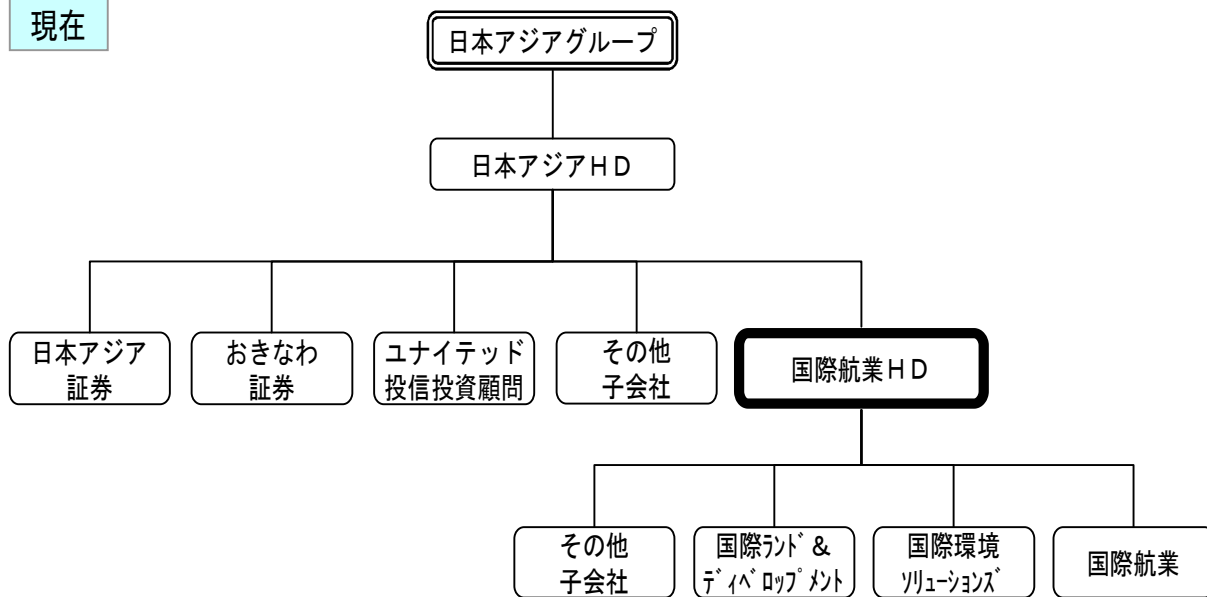 現在
日本アジアグループ
日本アジアＨＤ
日本アジア
証券
おきなわ
証券
ユナイテッド
投信投資顧問
その他
子会社
国際航業ＨＤ
その他
子会社
国際ﾗﾝﾄﾞ＆
ﾃﾞｨﾍﾞﾛｯﾌﾟﾒﾝﾄ
国際環境
ｿﾘｭｰｼｮﾝｽﾞ
国際航業